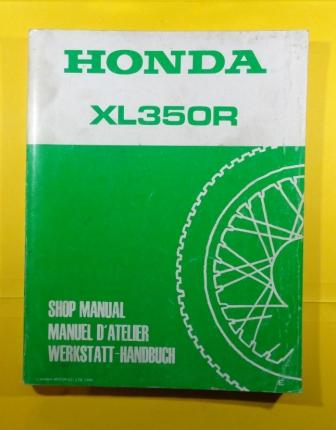 HONDA
XL350R
SHOP MANUAL
MANUEL D'ATELIER
WERKSTATT-HANDBUCH
E